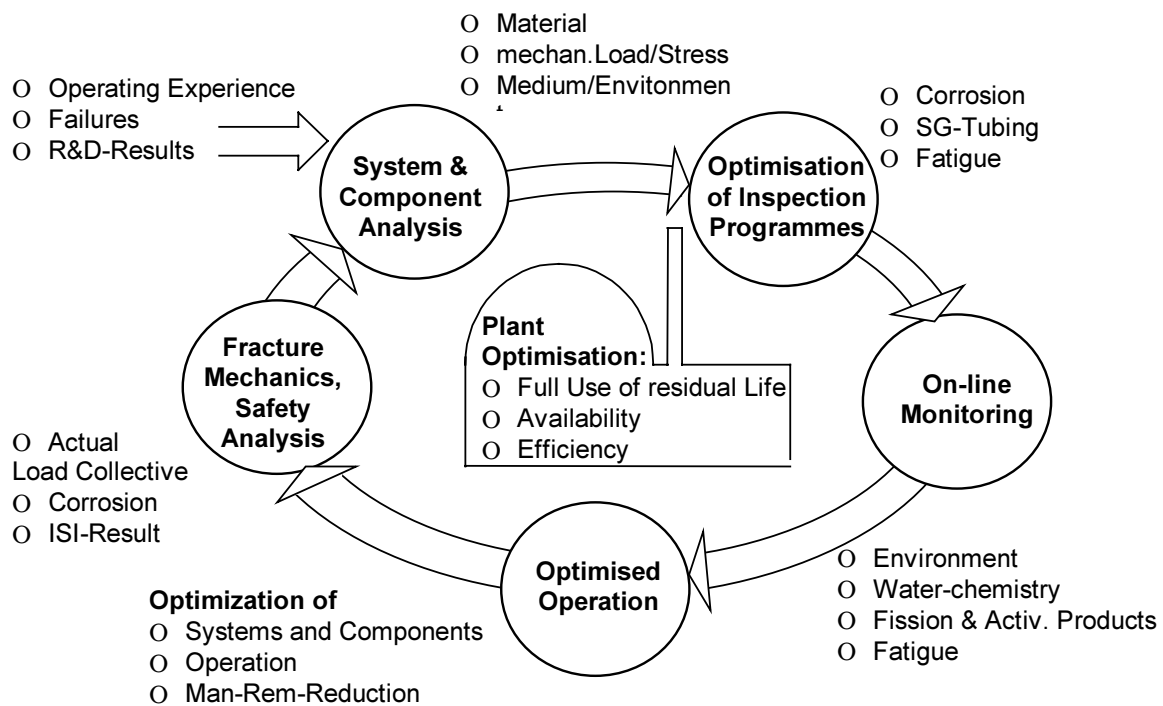 O Material
O mechan.Load/Stress
O Medium/Envitonmen
O Operating Experience
O Failures
O R&D-Results
System &
Component
Analysis
Optimisation
of Inspection
Programmes
O Corrosion
O SG-Tubing
O Fatigue
Plant
Optimisation:
O Full Use of residual Life
O Availability
O Efficiency
Fracture
Mechanics,
Safety
Analysis
On-line
Monitoring
O Actual
Load Collective
O Corrosion
O ISI-Result
Optimised
Operation
O Environment
O Water-chemistry
O Fission & Activ. Products
O Fatigue
Optimization of
O Systems and Components
O Operation
O Man-Rem-Reduction